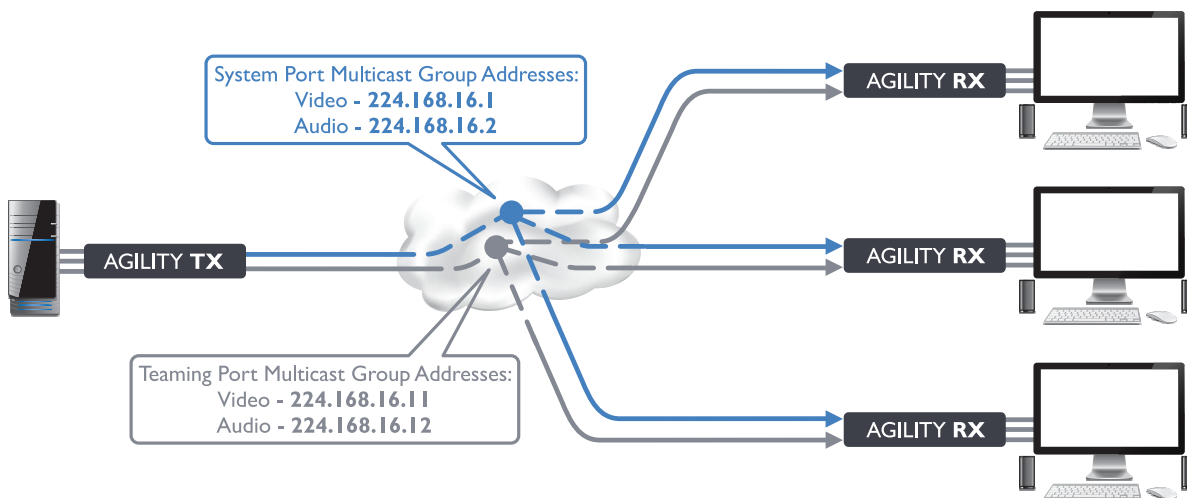 System Port Multicast Group Addresses:
Video - 224.168.16.1
Audio - 224.168.16.2
AGILITY RX
AGILITY TX
AGILITY RX
Teaming Port Multicast Group Addresses:
Video - 224.168.16.11
Audio - 224.168.16.12
AGILITY RX